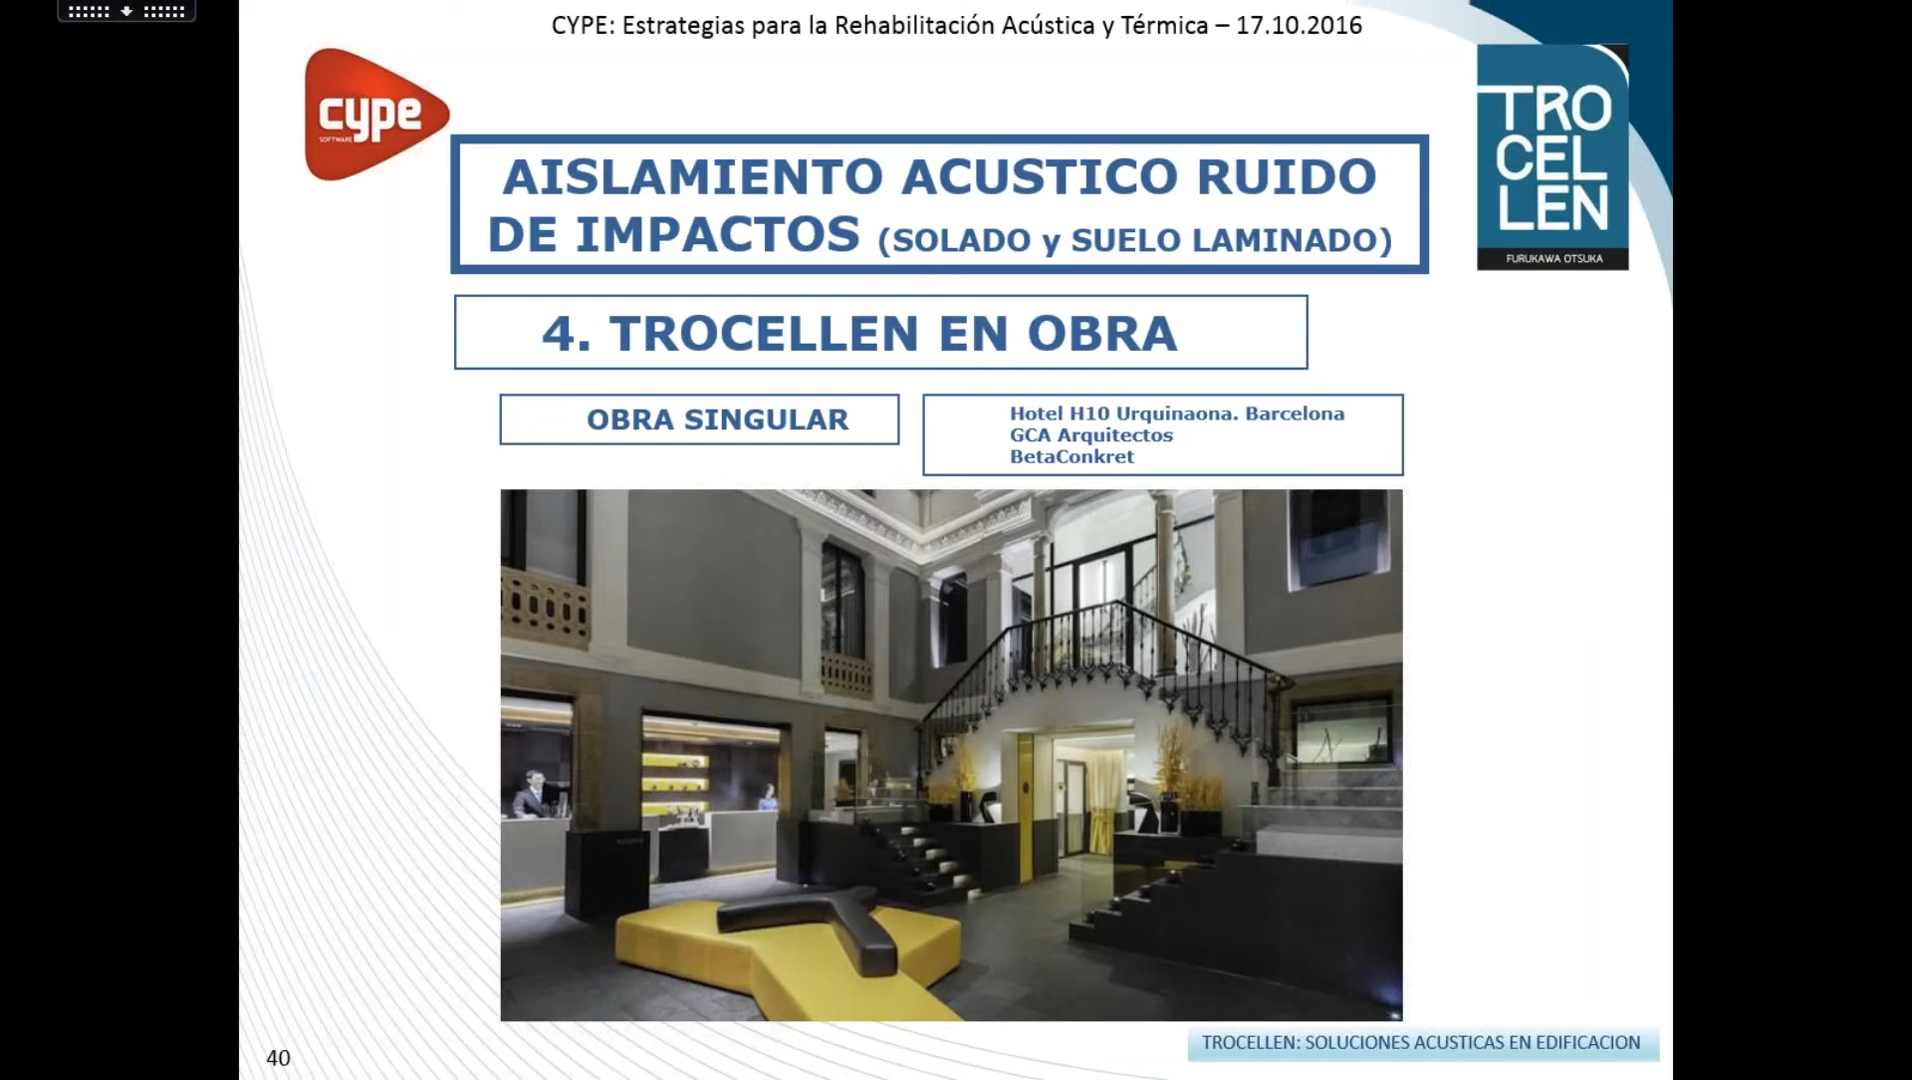 CYPE: Estrategias para la Rehabilitación Acústica y Térmica – 17.10.2016
cype
SOFTWARE
TRO
CEL
LEN
FURUKAWA OTSUKA
AISLAMIENTO ACUSTICO RUIDO
DE IMPACTOS (SOLADO y SUELO LAMINADO)
4. TROCELLEN EN OBRA
OBRA SINGULAR
Hotel H10 Urquinaona. Barcelona
GCA Arquitectos
BetaConkret
TROCELLEN: SOLUCIONES ACUSTICAS EN EDIFICACION
40